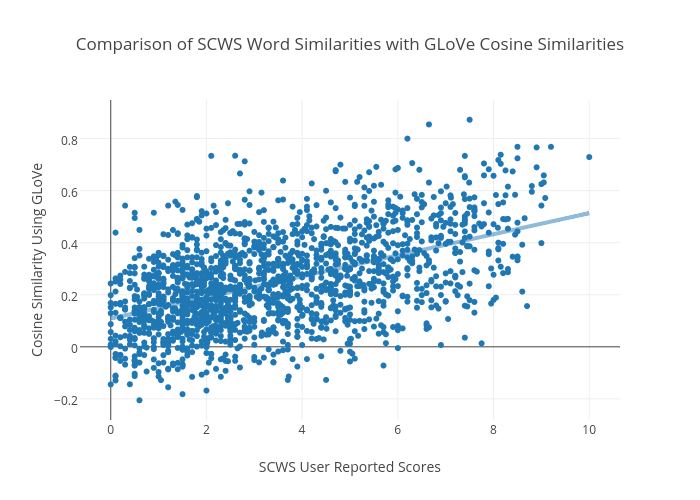 Comparison of SCWS Word Similarities with GLoVe Cosine Similarities
Cosine Similarity Using GLoVe
0.8
0.6
0.4
0.2
0
−0.2
0 2 4 6 8 10
SCWS User Reported Scores